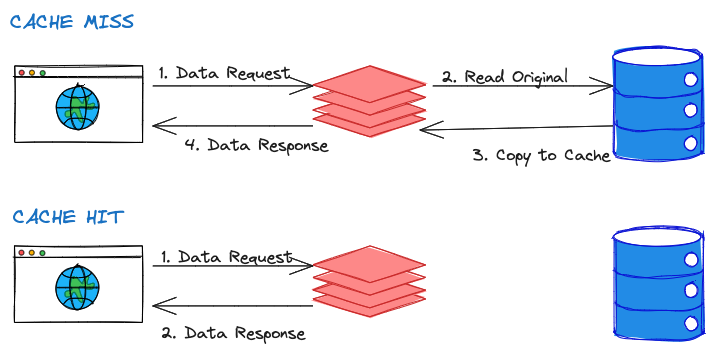 CACHE MISS
1. Data Request
2. Read Original
4. Data Response
3. Copy to Cache
CACHE HIT
1. Data Request
2. Data Response